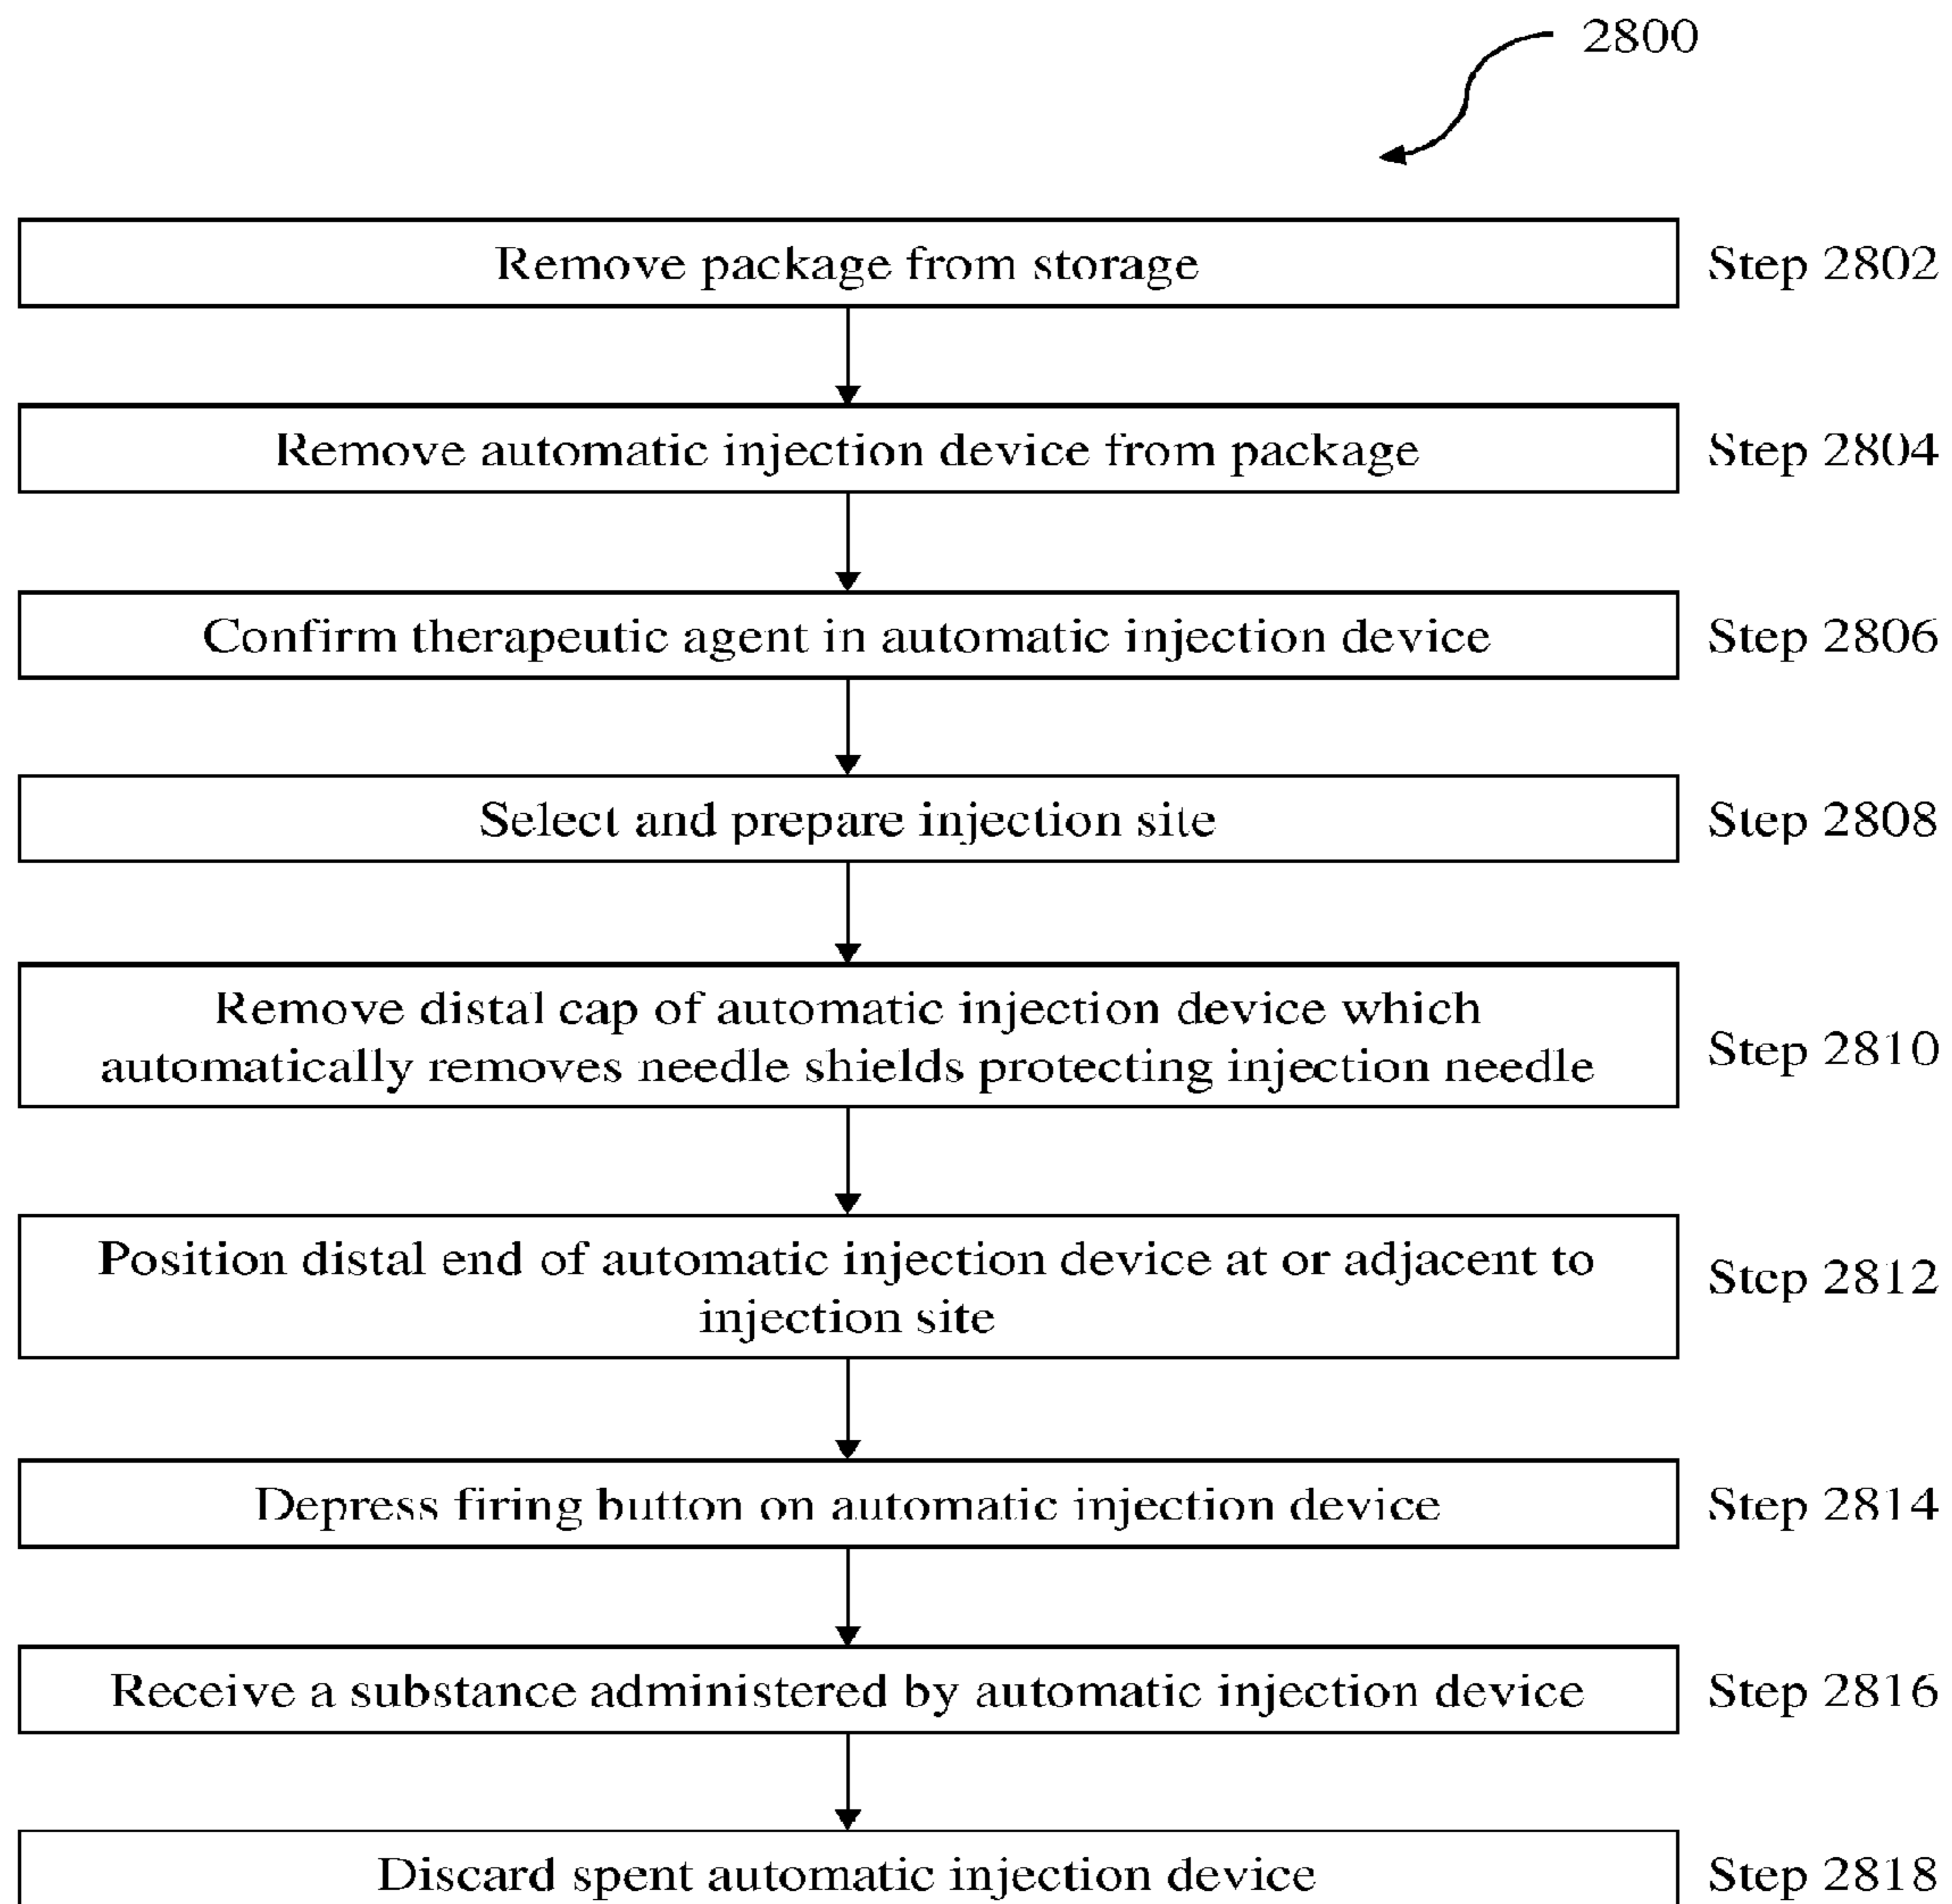 2800
Remove package from storage Step 2802
Remove automatic injection device from package Step 2804
Confirm therapeutic agent in automatic injection device Step 2806
Select and prepare injection site Step 2808
Remove distal cap of automatic injection device which
automatically removes needle shields protecting injection needle Step 2810
Position distal end of automatic injection device at or adjacent to
injection site Step 2812
Depress firing button on automatic injection device Step 2814
Receive a substance administered by automatic injection device Step 2816
Discard spent automatic injection device Step 2818